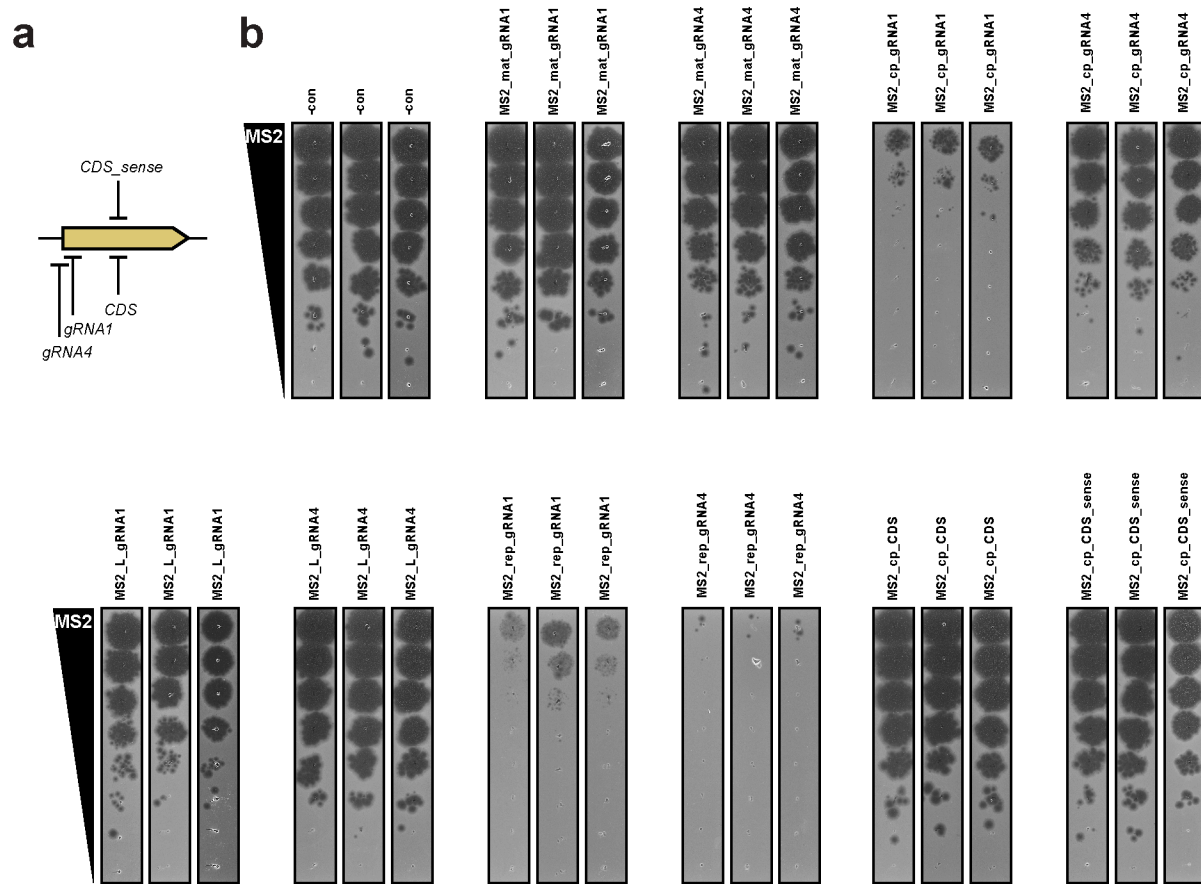 a
b
CDS_sense
CDS
gRNA1
gRNA4
-con
-con
-con
MS2_mat_gRNA1
MS2_mat_gRNA1
MS2_mat_gRNA1
MS2_mat_gRNA4
MS2_mat_gRNA4
MS2_mat_gRNA4
MS2_cp_gRNA1
MS2_cp_gRNA1
MS2_cp_gRNA1
MS2_cp_gRNA4
MS2_cp_gRNA4
MS2_cp_gRNA4
MS2
MS2_L_gRNA1
MS2_L_gRNA1
MS2_L_gRNA1
MS2_L_gRNA4
MS2_L_gRNA4
MS2_L_gRNA4
MS2_rep_gRNA1
MS2_rep_gRNA1
MS2_rep_gRNA1
MS2_rep_gRNA4
MS2_rep_gRNA4
MS2_rep_gRNA4
MS2_cp_CDS
MS2_cp_CDS
MS2_cp_CDS
MS2_cp_CDS_sense
MS2_cp_CDS_sense
MS2_cp_CDS_sense
MS2